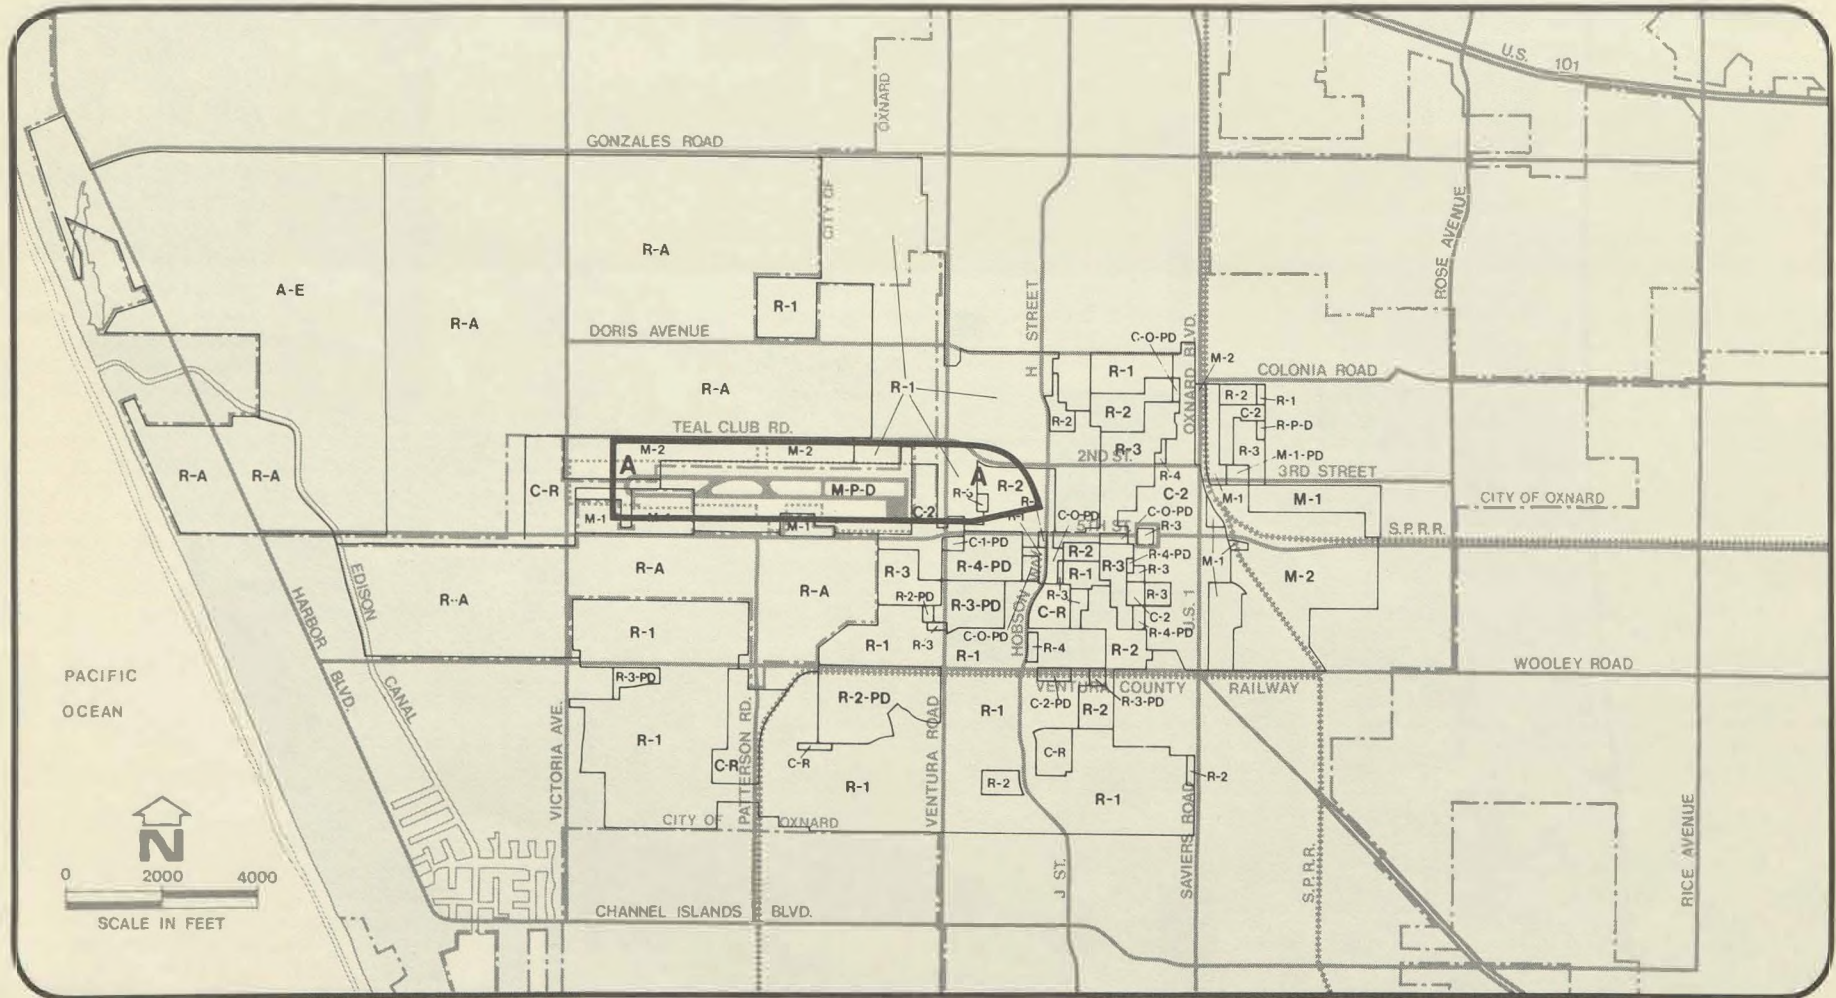 U.S. 101
OXNARD
GONZALES ROAD
CITY OF
ROSE AVENUE
R-A
A-E
R-A
R-1
H STREET
DORIS AVENUE
C-O-PD
OXNARD BLVD.
M-2
R-1
COLONIA ROAD
R-A
R-1
R-2
R-1
C-2
R-2
R-2
R-P-D
TEAL CLUB RD.
R-3
R-3
M-1-PD
M-2
M-2
2ND ST.
3RD STREET
A
A
R-4
R-A
R-A
C-R
M-P-D
R-2
C-2
M-1
M-1
CITY OF OXNARD
C-2
C-O-PD
M-1
M-1
5TH ST.
C-O-PD
R-3
S.P.R.R.
C-1-PD
R-2
R-4-PD
R-A
R-3
R-4-PD
R-3
R-3
M-1
M-2
R-1
EDISON
R-A
R-A
R-2-PD
R-3-PD
R-3
R-3
HARBOR
HOBSON WAY
C-R
C-2
U.S. 1
R-1
C-O-PD
R-4-PD
R-1
R-3
R-1
R-4
R-2
WOOLEY ROAD
PACIFIC
OCEAN
BLVD.
CANAL
R-3-PD
VENTURA COUNTY RAILWAY
R-2-PD
R-1
C-2-PD
R-2
R-3-PD
R-1
C-R
C-R
C-R
R-2
VICTORIA AVE.
PATTERSON RD.
R-1
VENTURA ROAD
R-2
R-1
SAVIERS ROAD
CITY OF OXNARD
N
J ST.
S.P.R.R.
RICE AVENUE
0 2000 4000
SCALE IN FEET
CHANNEL ISLANDS BLVD.